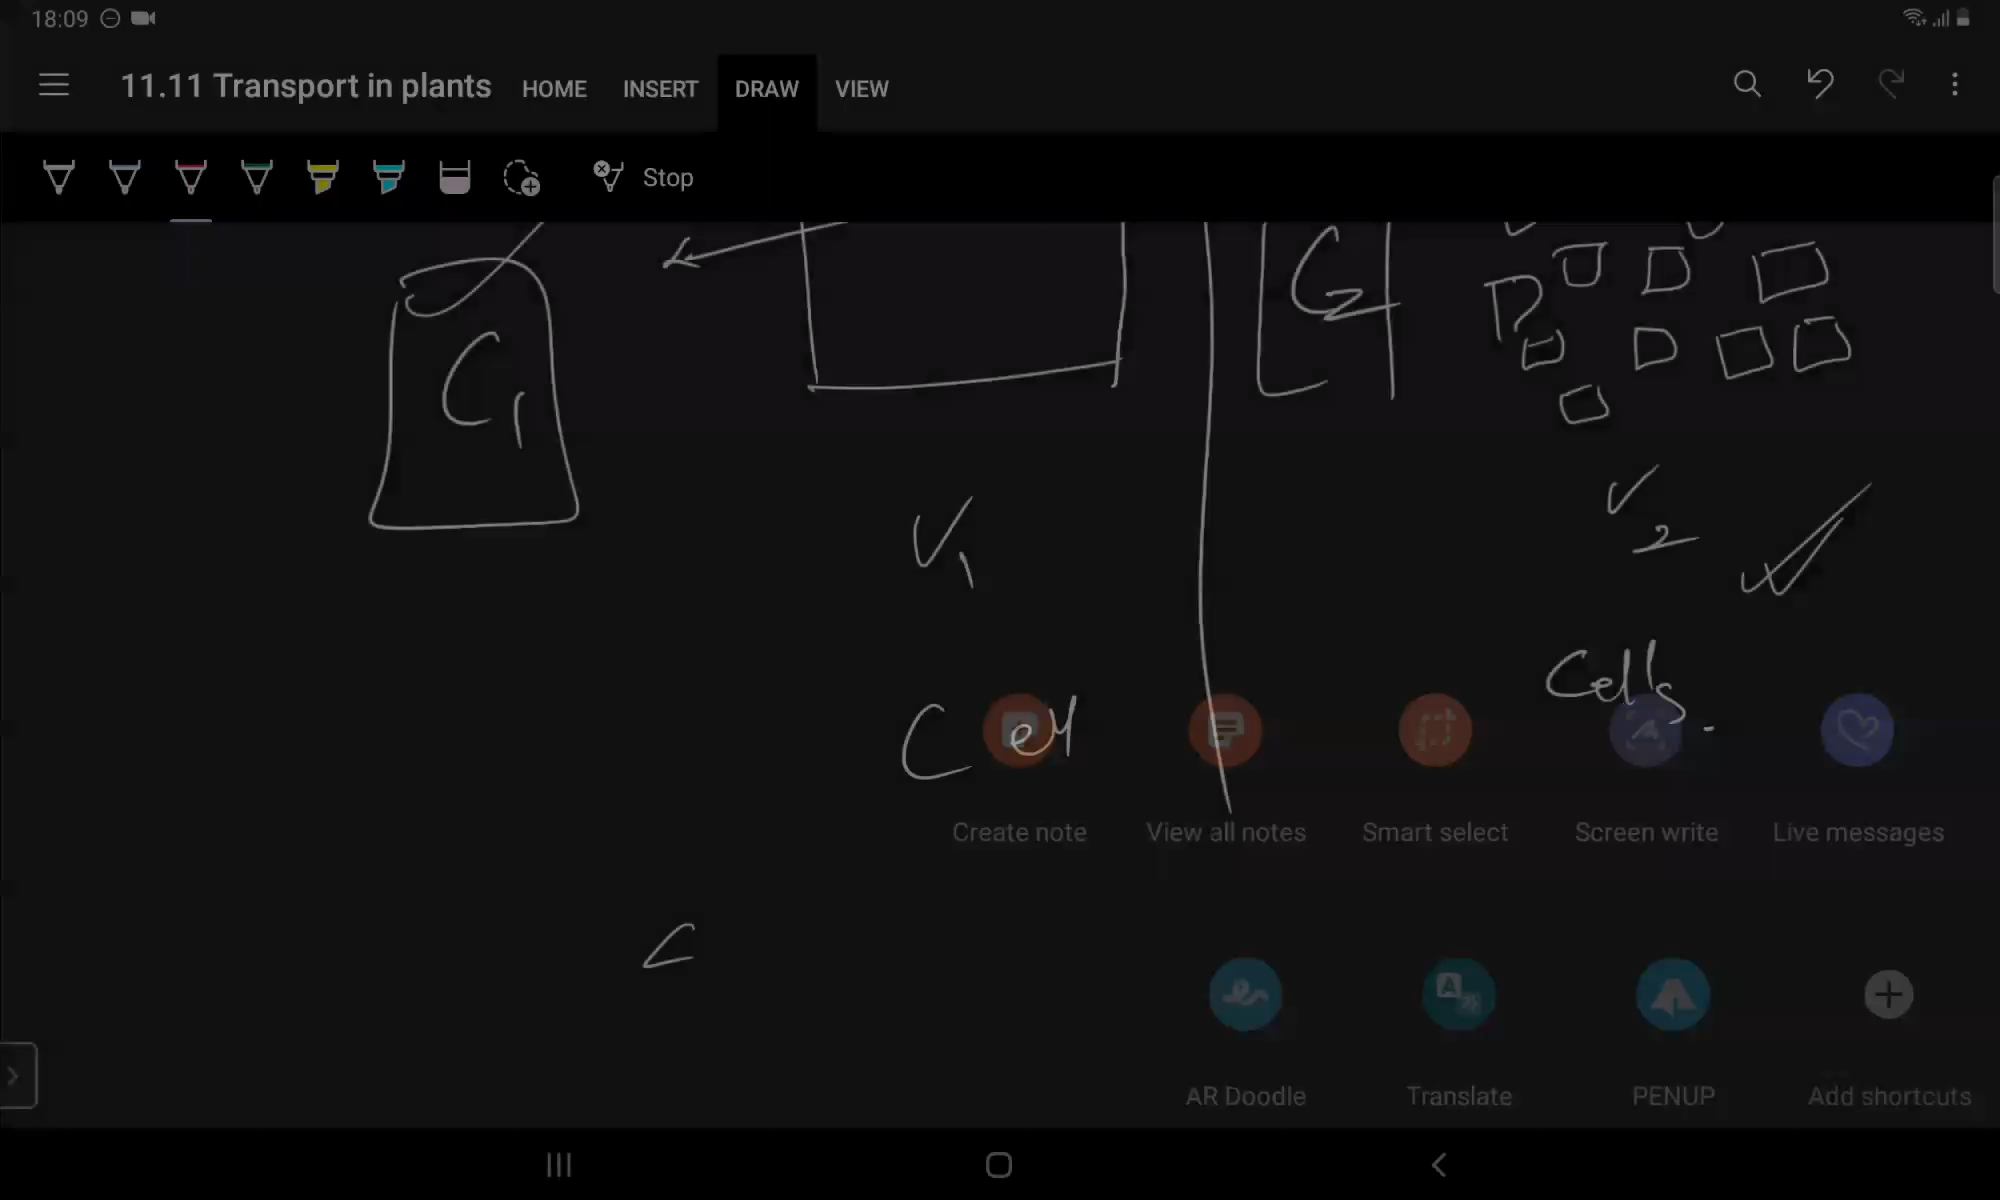 18:09
11.11 Transport in plants HOME INSERT DRAW VIEW
Stop
C2
P
C1
V1
V2
Cell
Cells.
Create note View all notes Smart select Screen write Live messages
AR Doodle Translate PENUP Add shortcuts